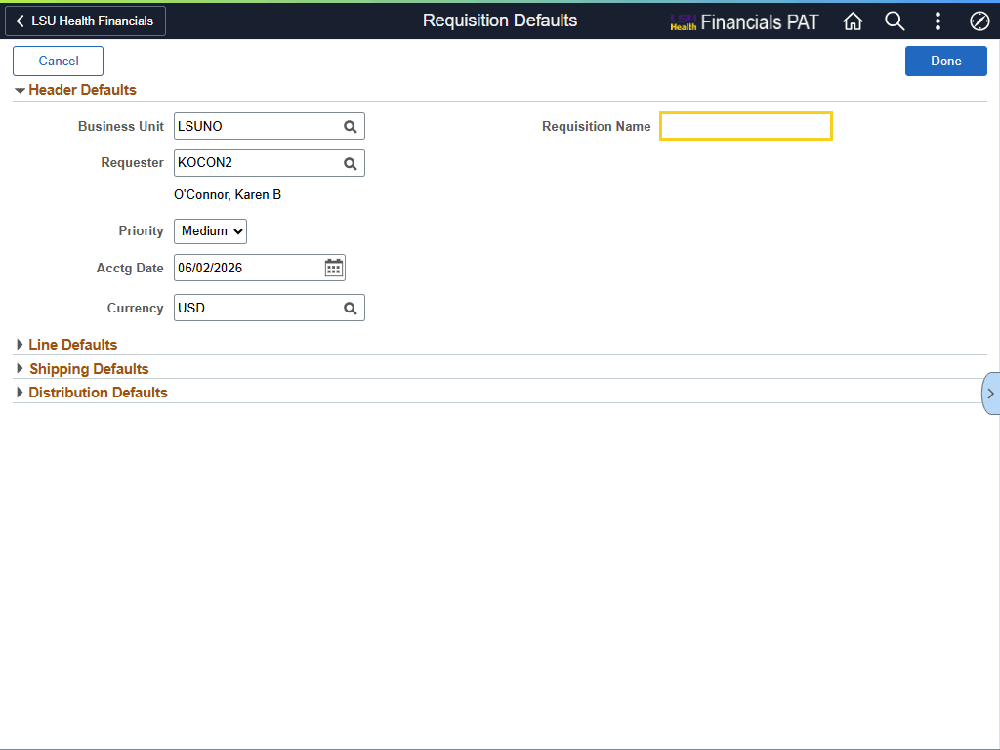 LSU Health Financials
Requisition Defaults
LSU Health Financials PAT
Cancel
Done
Header Defaults
Business Unit LSUNO
Requisition Name
Requester KOCON2
O'Connor, Karen B
Priority Medium
Acctg Date 06/02/2026
Currency USD
Line Defaults
Shipping Defaults
Distribution Defaults